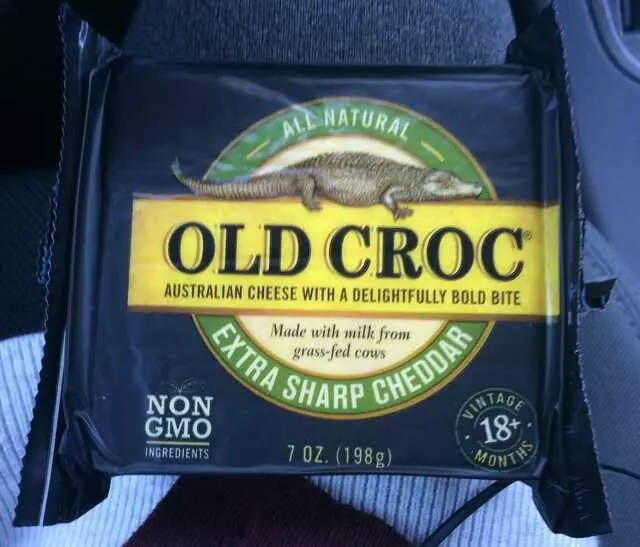 ALL NATURAL
OLD CROC®
AUSTRALIAN CHEESE WITH A DELIGHTFULLY BOLD BITE
Made with milk from
grass-fed cows
EXTRA SHARP CHEDDAR
NON
GMO
INGREDIENTS
7 OZ. (198g)
VINTAGE
18+
MONTHS